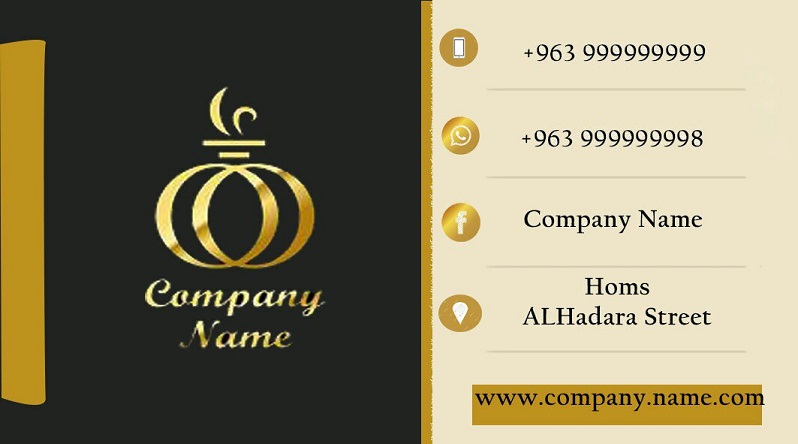 Company
Name
+963 999999999
+963 999999998
Company Name
Homs
ALHadara Street
www.company.name.com